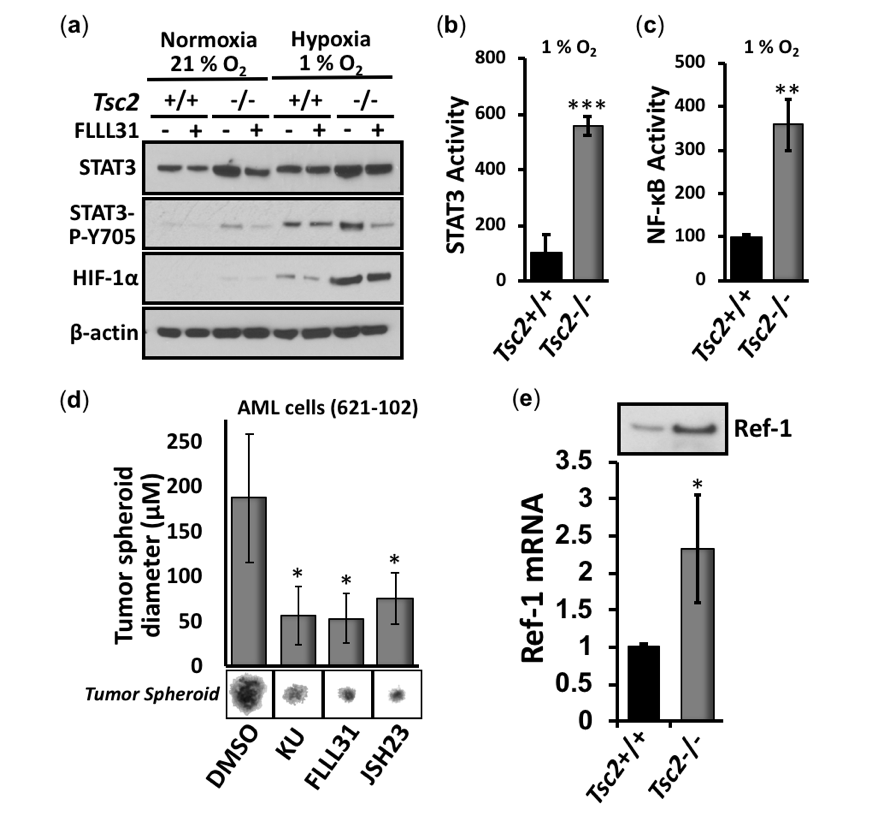 (a)
Normoxia
21 % O₂
Hypoxia
1 % O₂
Tsc2 +/+ -/- +/+ -/-
FLLL31 - + - + - + - +
STAT3
STAT3-
P-Y705
HIF-1α
β-actin
(b)
1 % O₂
STAT3 Activity
800
600
400
200
0
***
Tsc2+/+
Tsc2-/-
(c)
1 % O₂
NF-κB Activity
500
400
300
200
100
0
**
Tsc2+/+
Tsc2-/-
(d)
AML cells (621-102)
Tumor spheroid
diameter (μM)
250
200
150
100
50
0
* * *
Tumor Spheroid
DMSO
KU
FLLL31
JSH23
(e)
Ref-1
Ref-1 mRNA
3.5
3
2.5
2
1.5
1
0.5
0
*
Tsc2+/+
Tsc2-/-